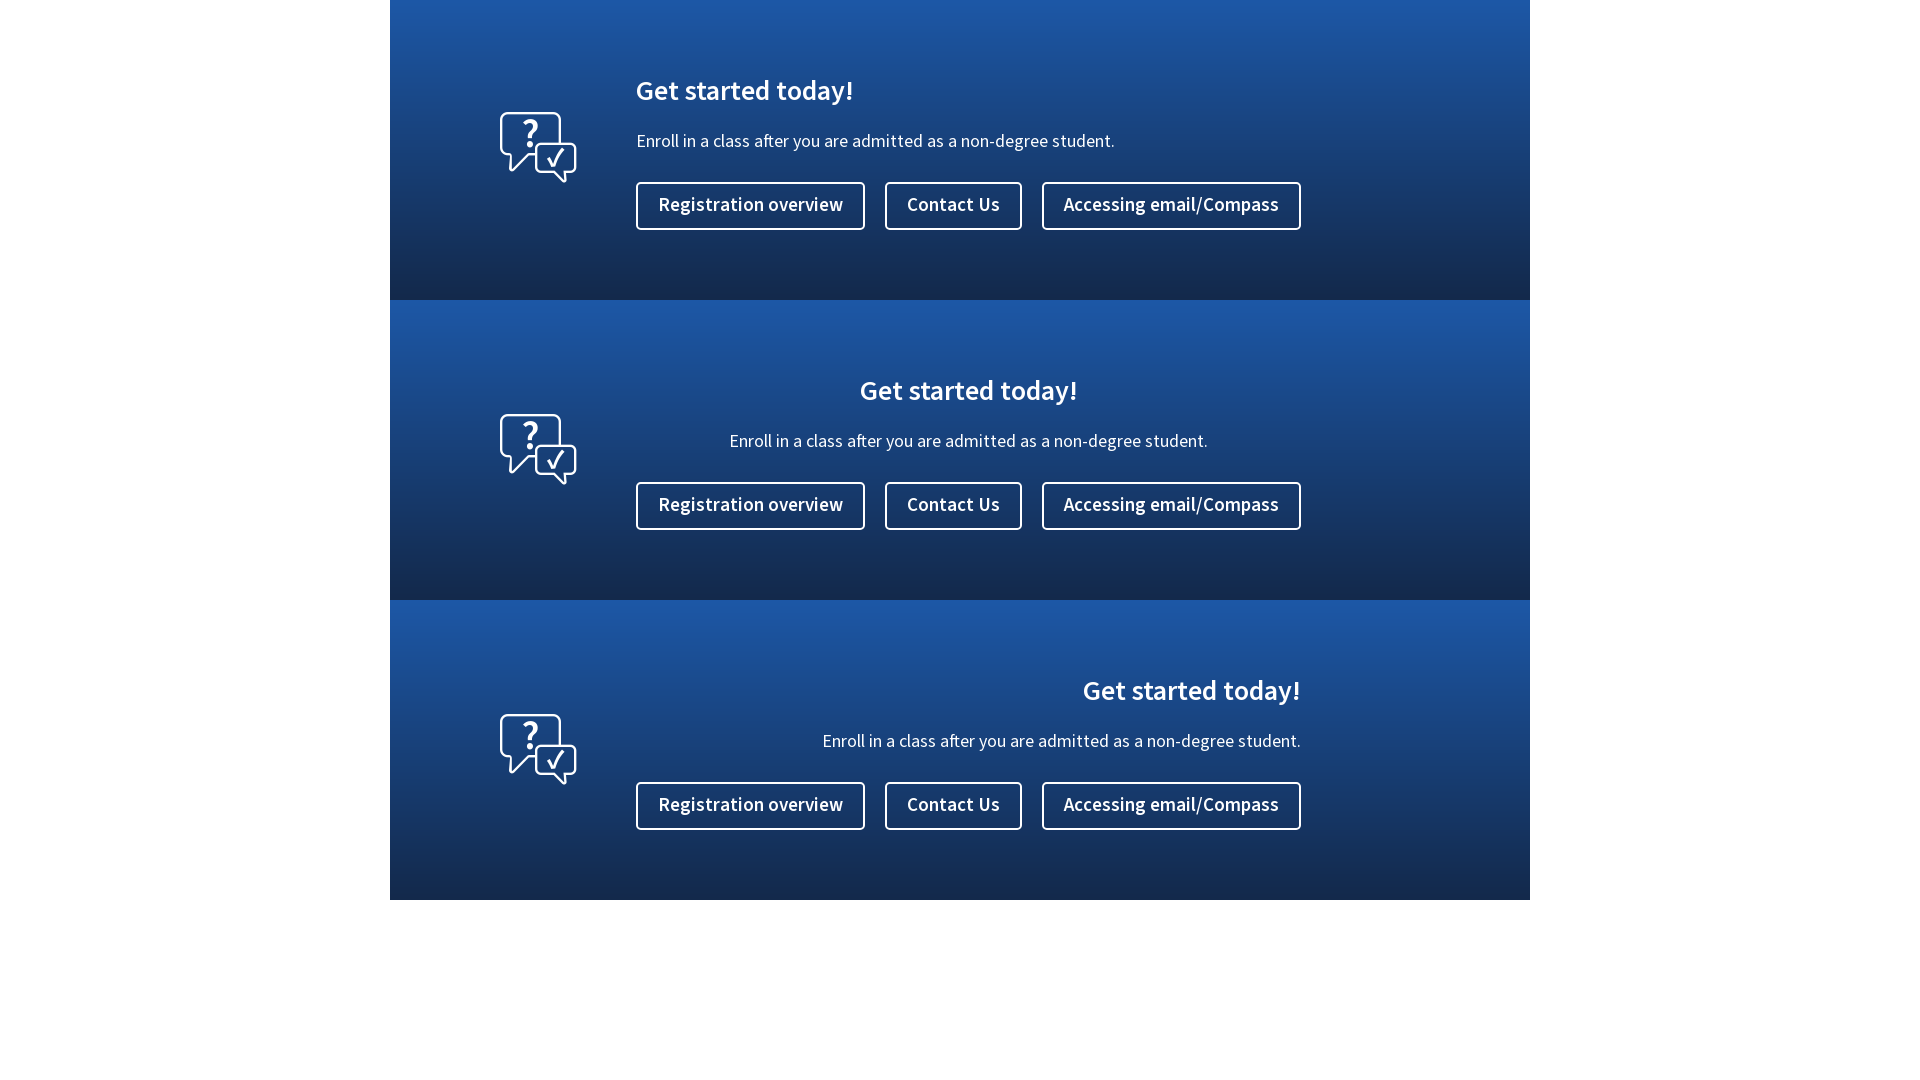 Get started today!
Enroll in a class after you are admitted as a non-degree student.
Registration overview Contact Us Accessing email/Compass
Get started today!
Enroll in a class after you are admitted as a non-degree student.
Registration overview Contact Us Accessing email/Compass
Get started today!
Enroll in a class after you are admitted as a non-degree student.
Registration overview Contact Us Accessing email/Compass